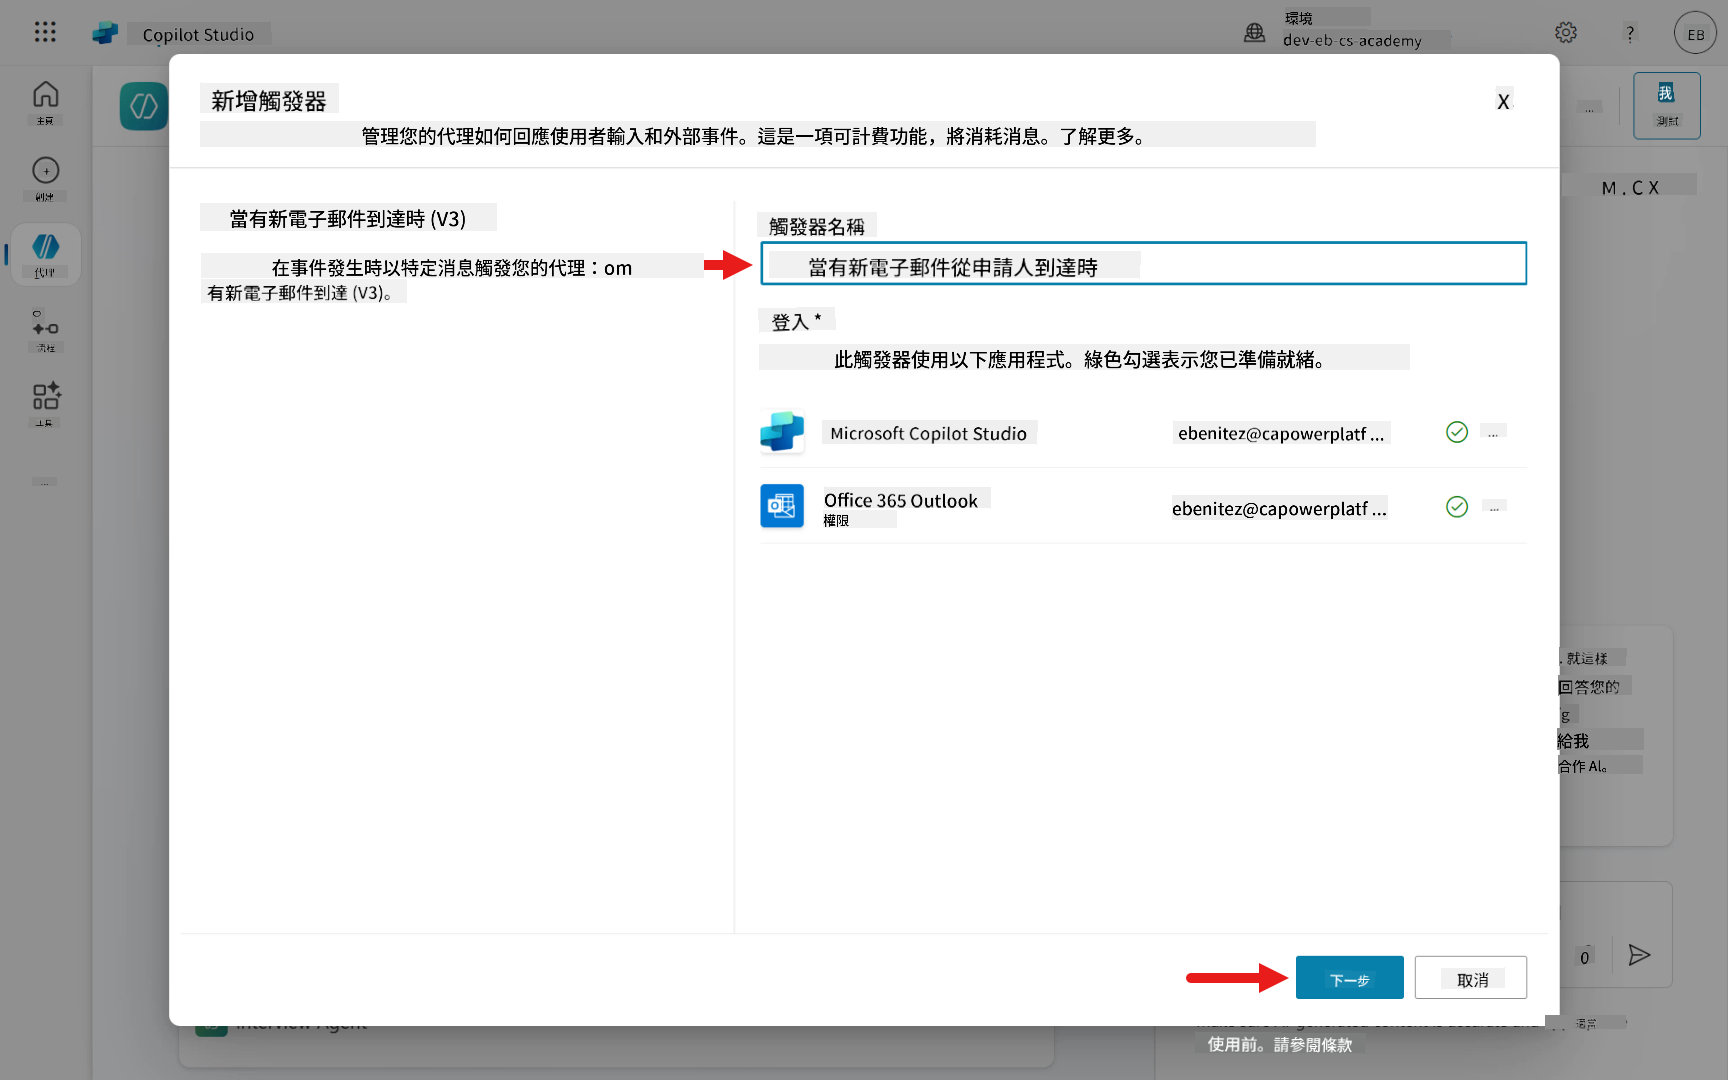 Copilot Studio
環境
dev-eb-cs-academy
?
EB
主頁
創建
代理
流程
工具
...
新增觸發器
X
管理您的代理如何回應使用者輸入和外部事件。這是一項可計費功能，將消耗消息。了解更多。
當有新電子郵件到達時 (V3)
在事件發生時以特定消息觸發您的代理：om
有新電子郵件到達 (V3)。
觸發器名稱
當有新電子郵件從申請人到達時
登入 *
此觸發器使用以下應用程式。綠色勾選表示您已準備就緒。
Microsoft Copilot Studio
ebenitez@capowerplatf ...
...
Office 365 Outlook
權限
ebenitez@capowerplatf ...
...
下一步
取消
...
我
測試
M . C X
. 就這樣
回答您的
g
給我
合作 Al。
0
Interview Agent
使用前。請參閱條款